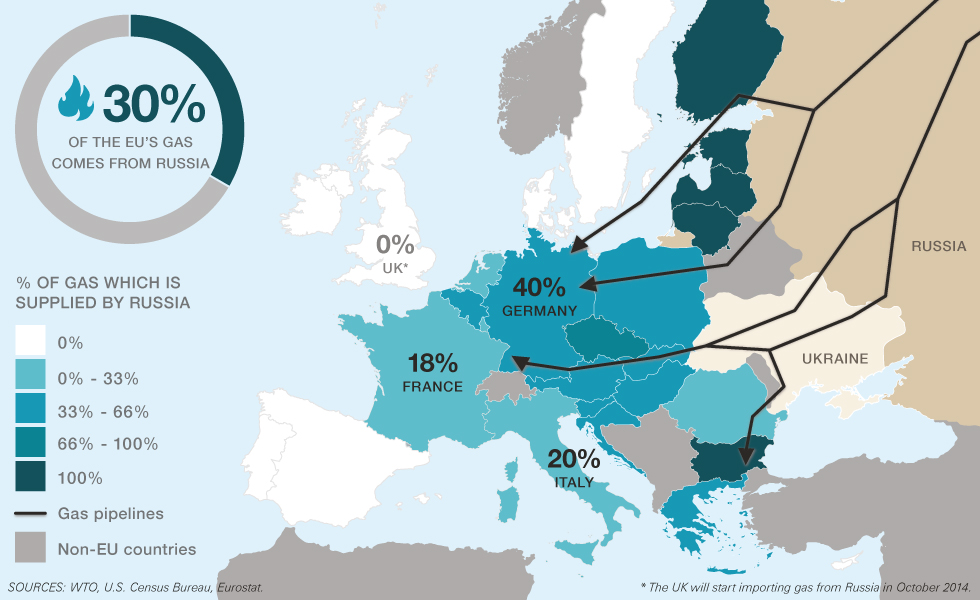 30%
OF THE EU'S GAS
COMES FROM RUSSIA
% OF GAS WHICH IS
SUPPLIED BY RUSSIA
0%
0% - 33%
33% - 66%
66% - 100%
100%
Gas pipelines
Non-EU countries
0%
UK*
40%
GERMANY
18%
FRANCE
20%
ITALY
RUSSIA
UKRAINE
SOURCES: WTO, U.S. Census Bureau, Eurostat.
* The UK will start importing gas from Russia in October 2014.